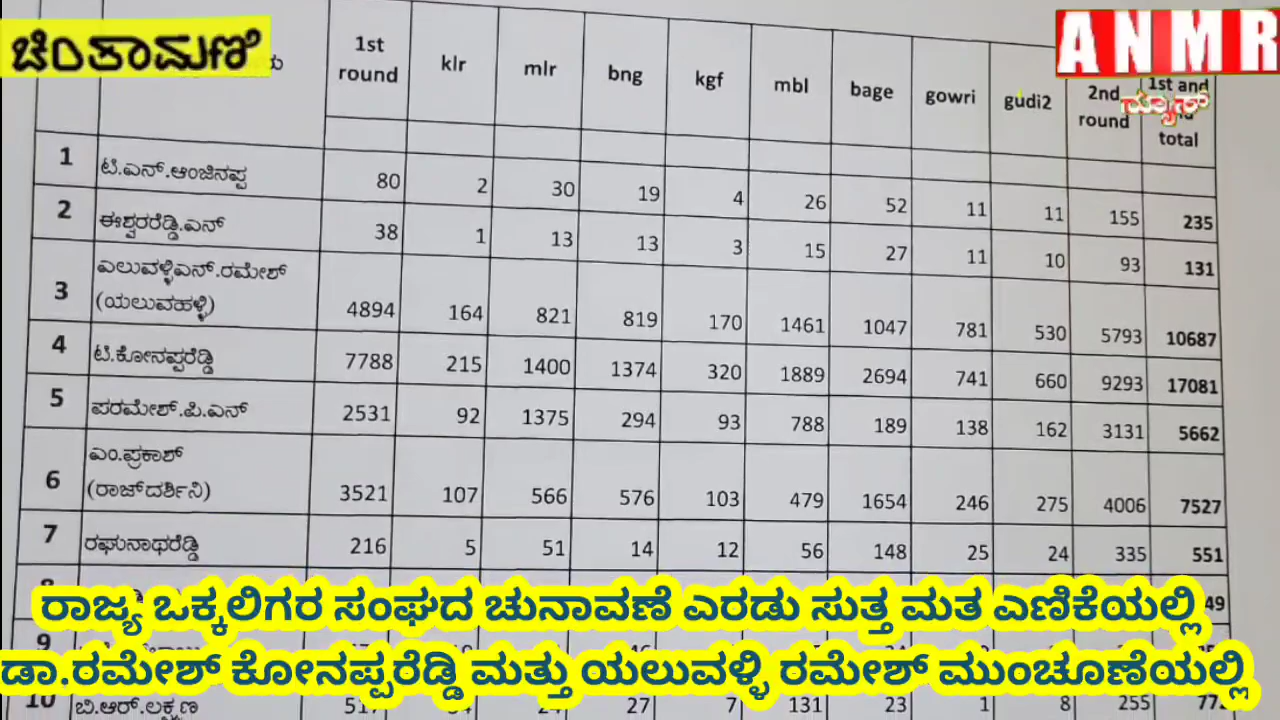 ಚಿಂತಾಮಣಿ
ANMR
ನ್ಯೂಸ್
1st round klr mlr bng kgf mbl bage gowri gudi2 2nd round 1st and total
1 ಟಿ.ಎನ್.ಆಂಜಿನಪ್ಪ 80 2 30 19 4 26 52 11 11 155 235
2 ಈಶ್ವರರೆಡ್ಡಿ.ಎನ್ 38 1 13 13 3 15 27 11 10 93 131
3 ಎಲುವಳ್ಳಿಎನ್.ರಮೇಶ್
(ಯಲುವಹಳ್ಳಿ) 4894 164 821 819 170 1461 1047 781 530 5793 10687
4 ಟಿ.ಕೋನಪ್ಪರೆಡ್ಡಿ 7788 215 1400 1374 320 1889 2694 741 660 9293 17081
5 ಪರಮೇಶ್.ಪಿ.ಎನ್ 2531 92 1375 294 93 788 189 138 162 3131 5662
6 ಎಂ.ಪ್ರಕಾಶ್
(ರಾಜ್‌ದರ್ಶಿನಿ) 3521 107 566 576 103 479 1654 246 275 4006 7527
7 ರಘುನಾಥರೆಡ್ಡಿ 216 5 51 14 12 56 148 25 24 335 551
ರಾಜ್ಯ ಒಕ್ಕಲಿಗರ ಸಂಘದ ಚುನಾವಣೆ ಎರಡು ಸುತ್ತ ಮತ ಎಣಿಕೆಯಲ್ಲಿ
ಡಾ.ರಮೇಶ್ ಕೋನಪ್ಪರೆಡ್ಡಿ ಮತ್ತು ಯಲುವಳ್ಳಿ ರಮೇಶ್ ಮುಂಚೂಣೆಯಲ್ಲಿ
10 ಬಿ.ಆರ್.ಲಕ್ಷ್ಮಣ 27 7 131 23 1 8 255